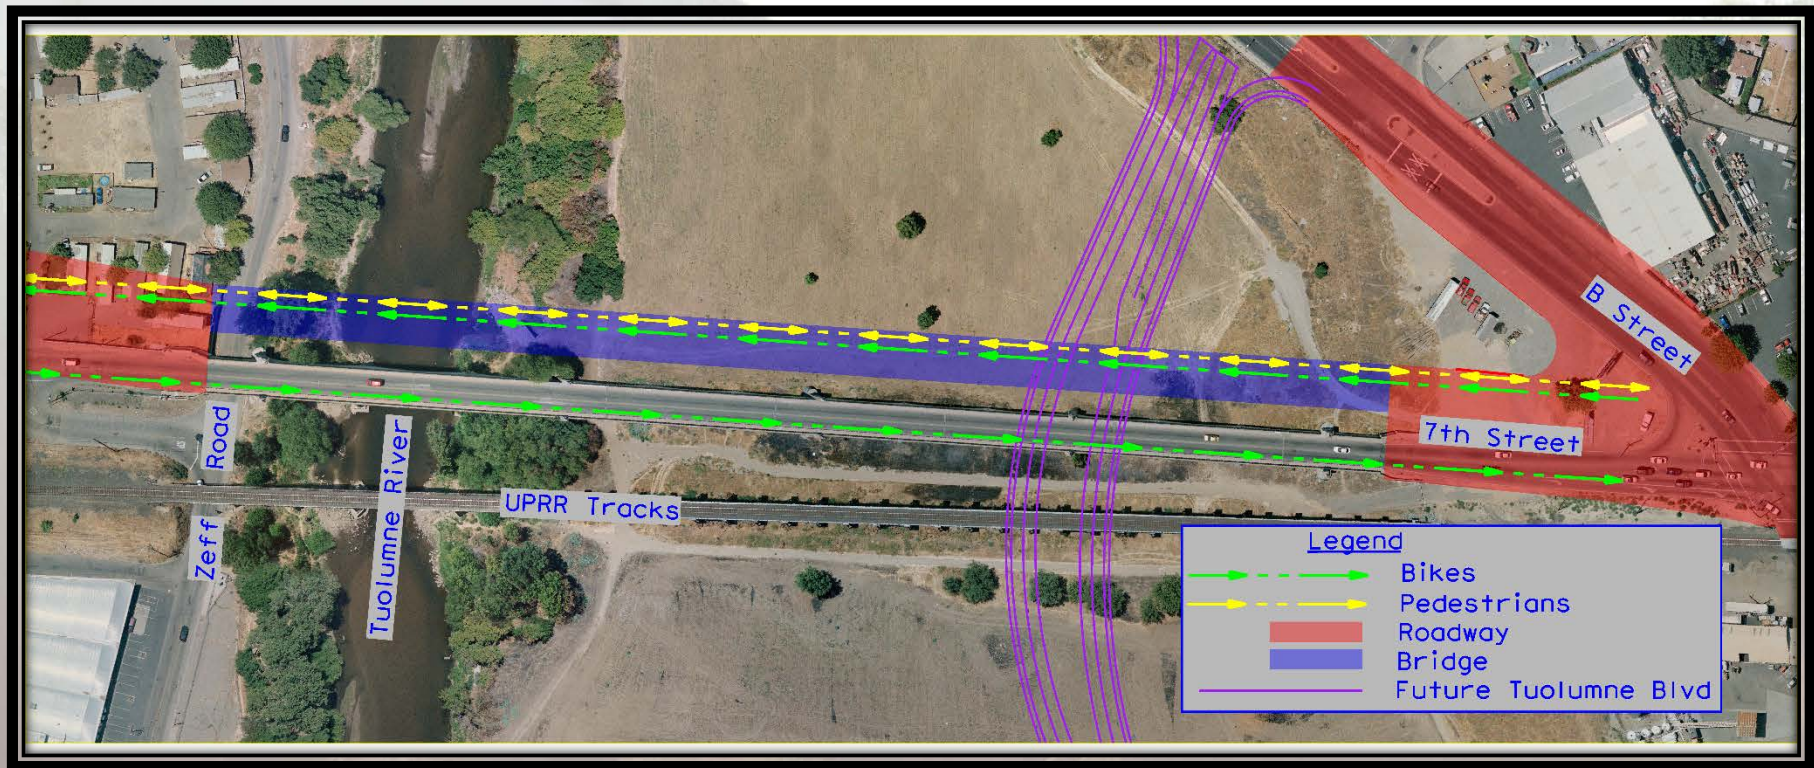 B Street
7th Street
Zeff Road
Tuolumne River
UPRR Tracks
Legend
Bikes
Pedestrians
Roadway
Bridge
Future Tuolumne Blvd